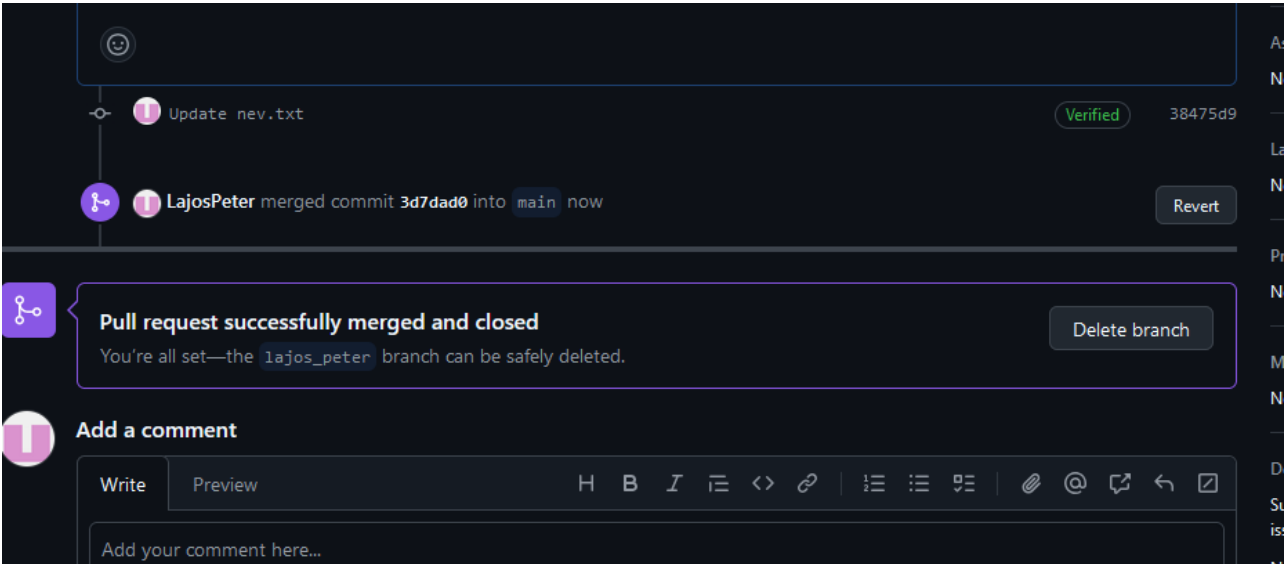 Update nev.txt
Verified
38475d9
LajosPeter merged commit 3d7dad0 into main now
Revert
Pull request successfully merged and closed
Delete branch
You're all set—the lajos_peter branch can be safely deleted.
Add a comment
Write
Preview
Add your comment here...